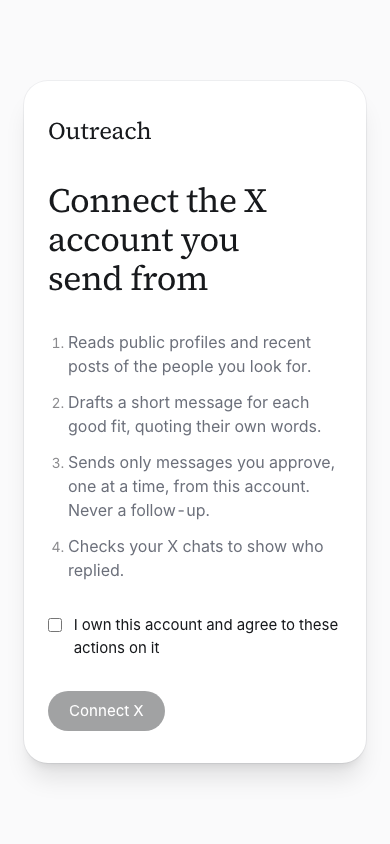 Outreach
Connect the X
account you
send from
1. Reads public profiles and recent
posts of the people you look for.
2. Drafts a short message for each
good fit, quoting their own words.
3. Sends only messages you approve,
one at a time, from this account.
Never a follow-up.
4. Checks your X chats to show who
replied.
I own this account and agree to these
actions on it
Connect X